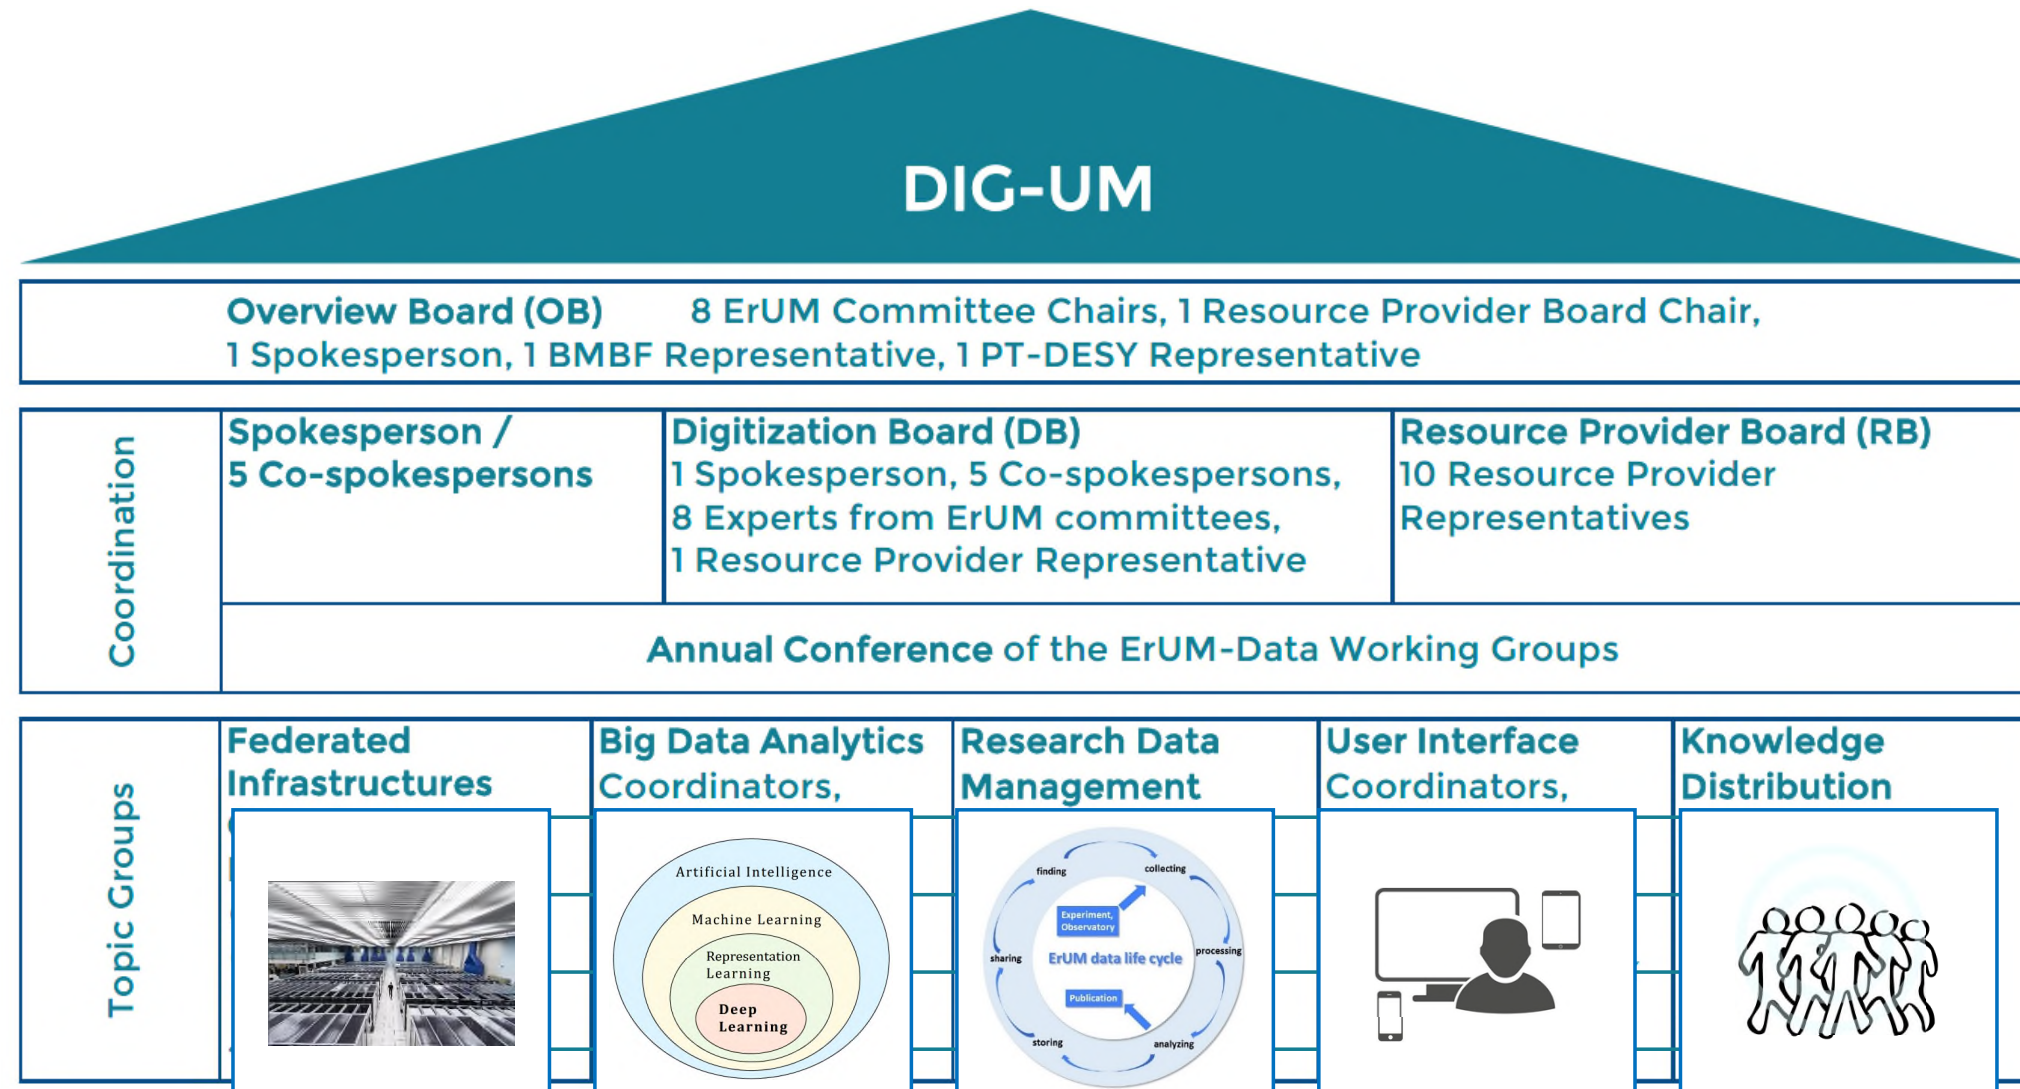 DIG-UM
Overview Board (OB) 8 ErUM Committee Chairs, 1 Resource Provider Board Chair,
1 Spokesperson, 1 BMBF Representative, 1 PT-DESY Representative
Coordination
Spokesperson /
5 Co-spokespersons
Digitization Board (DB)
1 Spokesperson, 5 Co-spokespersons,
8 Experts from ErUM committees,
1 Resource Provider Representative
Resource Provider Board (RB)
10 Resource Provider
Representatives
Annual Conference of the ErUM-Data Working Groups
Topic Groups
Federated
Infrastructures
Big Data Analytics
Coordinators,
Artificial Intelligence
Machine Learning
Representation
Learning
Deep
Learning
Research Data
Management
finding
collecting
Experiment,
Observatory
sharing
ErUM data life cycle
processing
Publication
storing
analyzing
User Interface
Coordinators,
Knowledge
Distribution